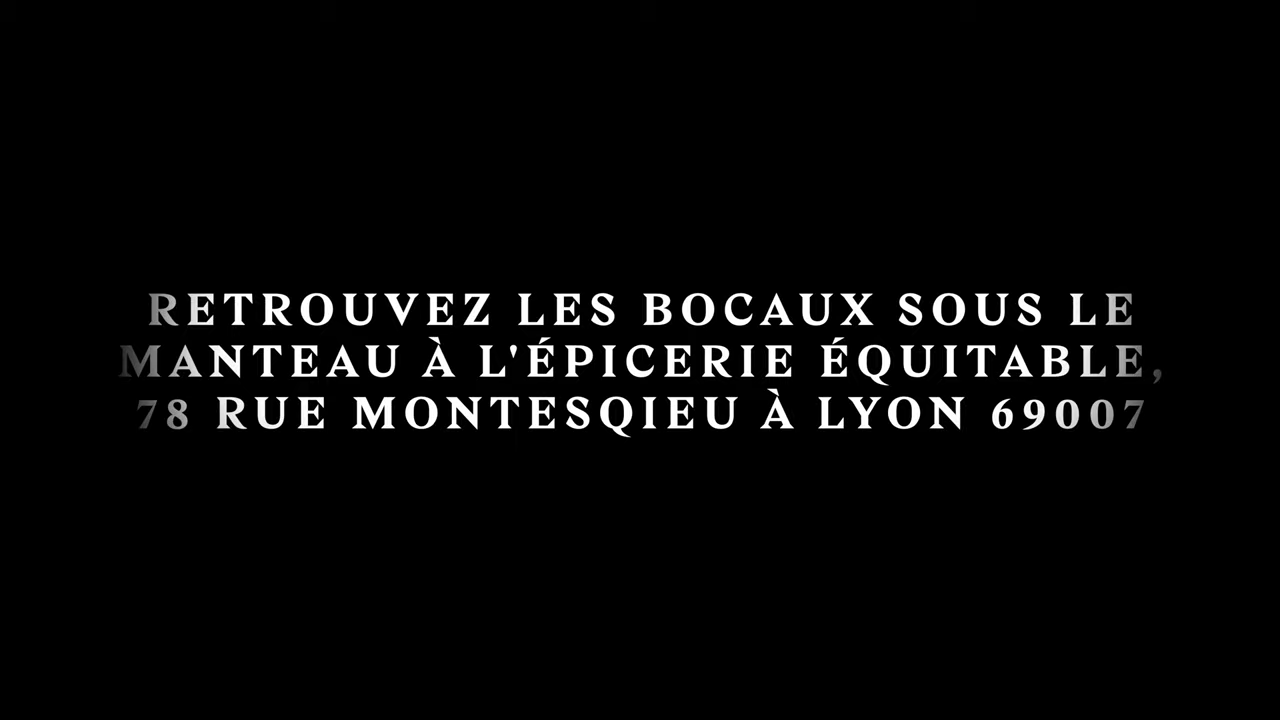 RETROUVEZ LES BOCAUX SOUS LE
MANTEAU À L'ÉPICERIE ÉQUITABLE,
78 RUE MONTESQIEU À LYON 69007